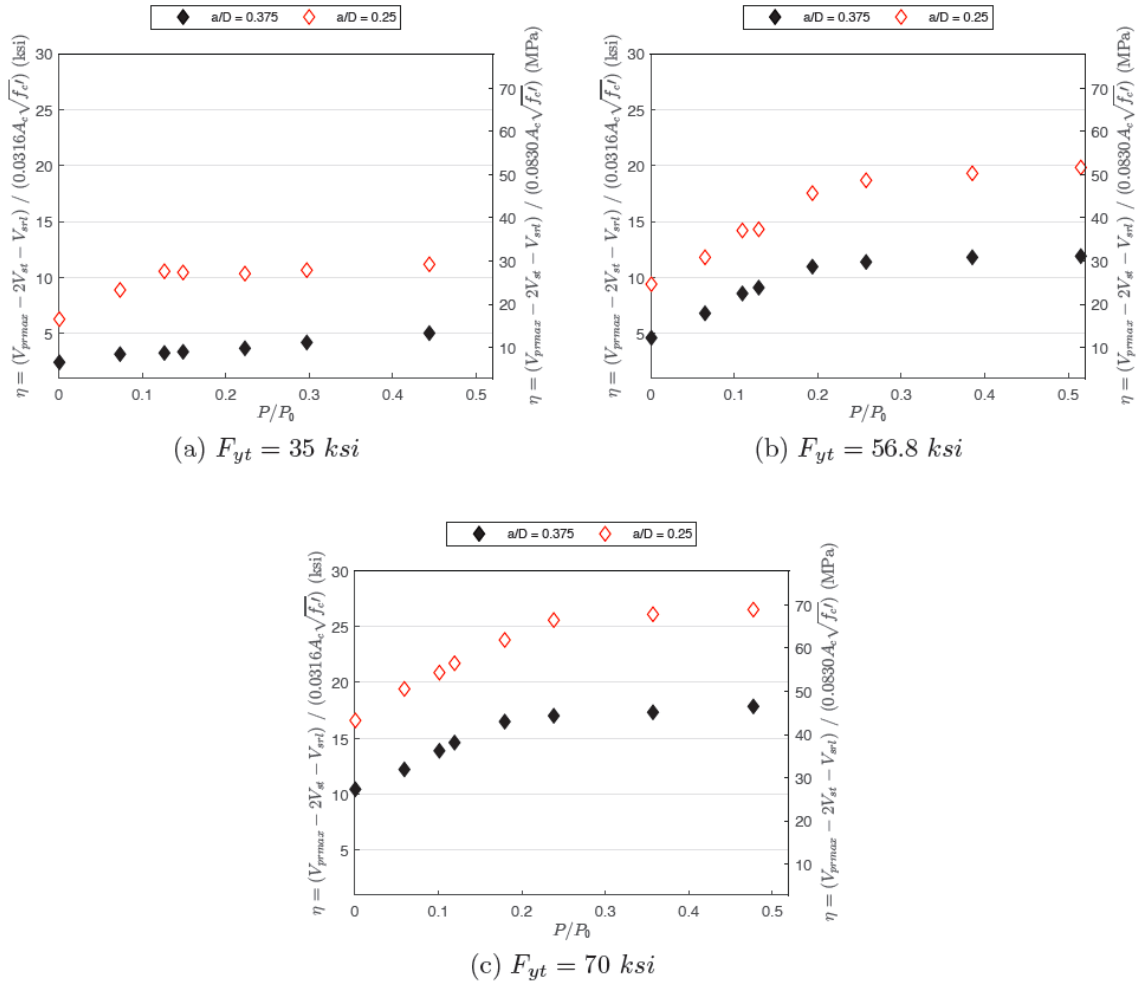 a/D = 0.375 a/D = 0.25
η = (V_prmax − 2V_st − V_srl) / (0.0316A_c√f_c′) (ksi)
30
25
20
15
10
5
η = (V_prmax − 2V_st − V_srl) / (0.0830A_c√f_c′) (MPa)
70
60
50
40
30
20
10
0 0.1 0.2 0.3 0.4 0.5
P/P₀
(a) F_yt = 35 ksi
a/D = 0.375 a/D = 0.25
η = (V_prmax − 2V_st − V_srl) / (0.0316A_c√f_c′) (ksi)
30
25
20
15
10
5
η = (V_prmax − 2V_st − V_srl) / (0.0830A_c√f_c′) (MPa)
70
60
50
40
30
20
10
0 0.1 0.2 0.3 0.4 0.5
P/P₀
(b) F_yt = 56.8 ksi
a/D = 0.375 a/D = 0.25
η = (V_prmax − 2V_st − V_srl) / (0.0316A_c√f_c′) (ksi)
30
25
20
15
10
5
η = (V_prmax − 2V_st − V_srl) / (0.0830A_c√f_c′) (MPa)
70
60
50
40
30
20
10
0 0.1 0.2 0.3 0.4 0.5
P/P₀
(c) F_yt = 70 ksi